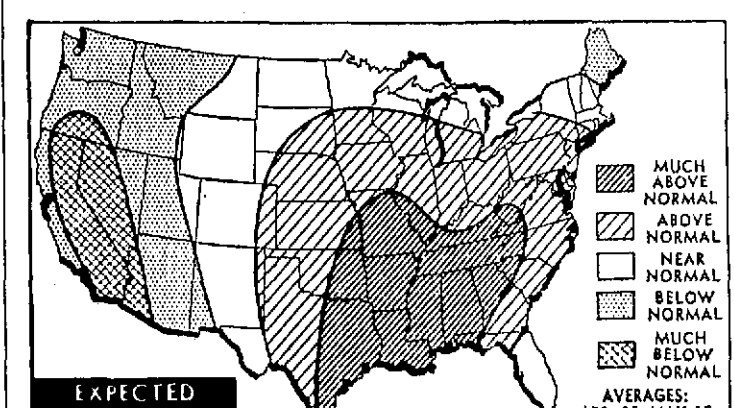 MUCH
ABOVE
NORMAL
ABOVE
NORMAL
NEAR
NORMAL
BELOW
NORMAL
MUCH
BELOW
NORMAL
EXPECTED
AVERAGES: